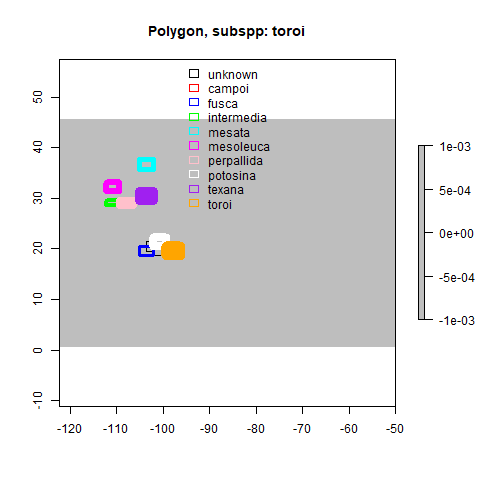 Polygon, subspp: toroi
unknown
campoi
fusca
intermedia
mesata
mesoleuca
perpallida
potosina
texana
toroi
50
40
30
20
10
0
-10
-120
-110
-100
-90
-80
-70
-60
-50
1e-03
5e-04
0e+00
-5e-04
-1e-03